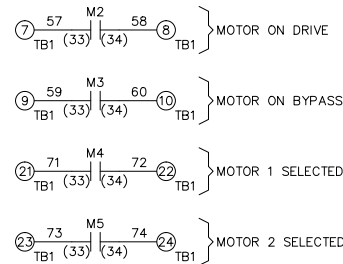 M2
57 58
7 8 MOTOR ON DRIVE
TB1 (33) (34) TB1
M3
59 60
9 10 MOTOR ON BYPASS
TB1 (33) (34) TB1
M4
71 72
21 22 MOTOR 1 SELECTED
TB1 (33) (34) TB1
M5
73 74
23 24 MOTOR 2 SELECTED
TB1 (33) (34) TB1